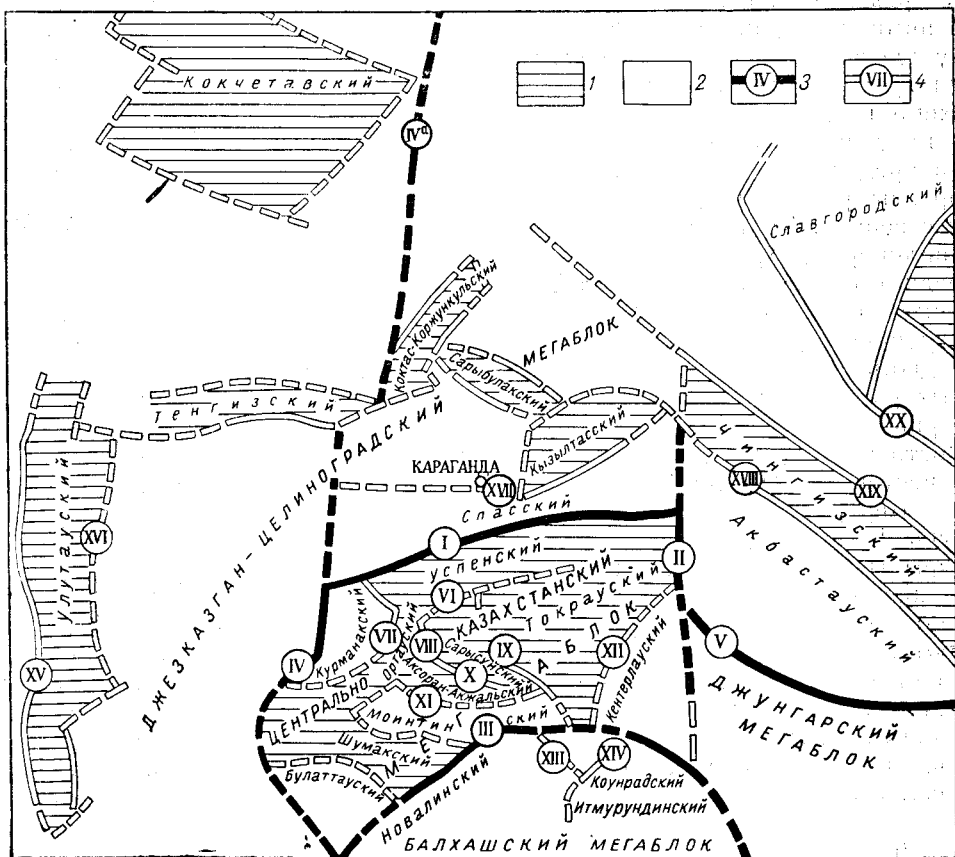 Кокчетавский
1
2
IV
3
VII
4
IVа
Славгородский
Коктас-Коржункульский
Сарыбулакский
МЕГАБЛОК
Тенгизский
ДЖЕЗКАЗГАН-ЦЕЛИНОГРАДСКИЙ
КАРАГАНДА
XVII
Кызылтасский
ЧИНГИЗСКИЙ
XVIII
XIX
XX
Акбастауский
УЛУТАУСКИЙ
XVI
XV
Спасский
I
УСПЕНСКИЙ
II
VI
ЦЕНТРАЛЬНО
КАЗАХСТАНСКИЙ
МЕГАБЛОК
Токрауский
IV
Курманакский
VII
VIII
Сарысуйский
IX
X
XII
Аксоран-Акжальский
XI
Моинтинский
Кентерлауский
V
ДЖУНГАРСКИЙ
МЕГАБЛОК
Шумакский
III
Булаттауский
Новалинский
XIII
XIV
Коунрадский
Итмурундинский
БАЛХАШСКИЙ МЕГАБЛОК